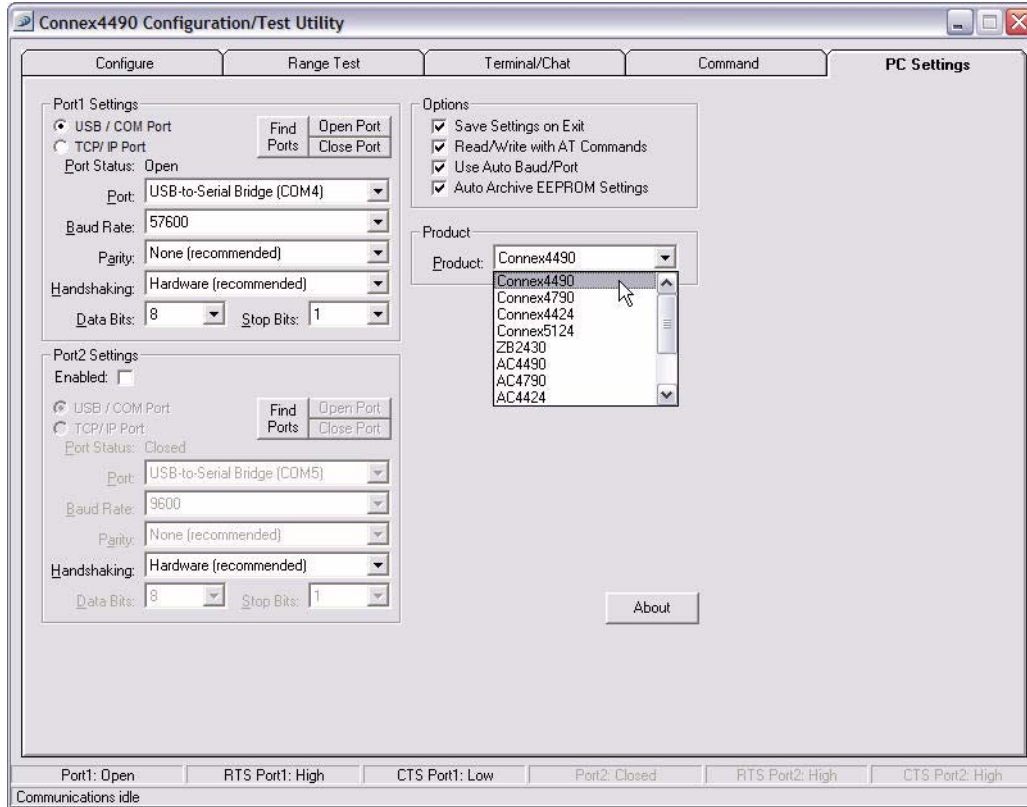 Connex4490 Configuration/Test Utility
Configure Range Test Terminal/Chat Command PC Settings
Port1 Settings
USB / COM Port
TCP/ IP Port
Find Ports
Open Port
Close Port
Port Status: Open
Port: USB-to-Serial Bridge (COM4)
Baud Rate: 57600
Parity: None (recommended)
Handshaking: Hardware (recommended)
Data Bits: 8 Stop Bits: 1
Port2 Settings
Enabled:
USB / COM Port
TCP/ IP Port
Find Ports
Open Port
Close Port
Port Status: Closed
Port: USB-to-Serial Bridge (COM5)
Baud Rate: 9600
Parity: None (recommended)
Handshaking: Hardware (recommended)
Data Bits: 8 Stop Bits: 1
Options
Save Settings on Exit
Read/Write with AT Commands
Use Auto Baud/Port
Auto Archive EEPROM Settings
Product
Product: Connex4490
Connex4490
Connex4790
Connex4424
Connex5124
ZB2430
AC4490
AC4790
AC4424
About
Port1: Open RTS Port1: High CTS Port1: Low Port2: Closed RTS Port2: High CTS Port2: High
Communications idle